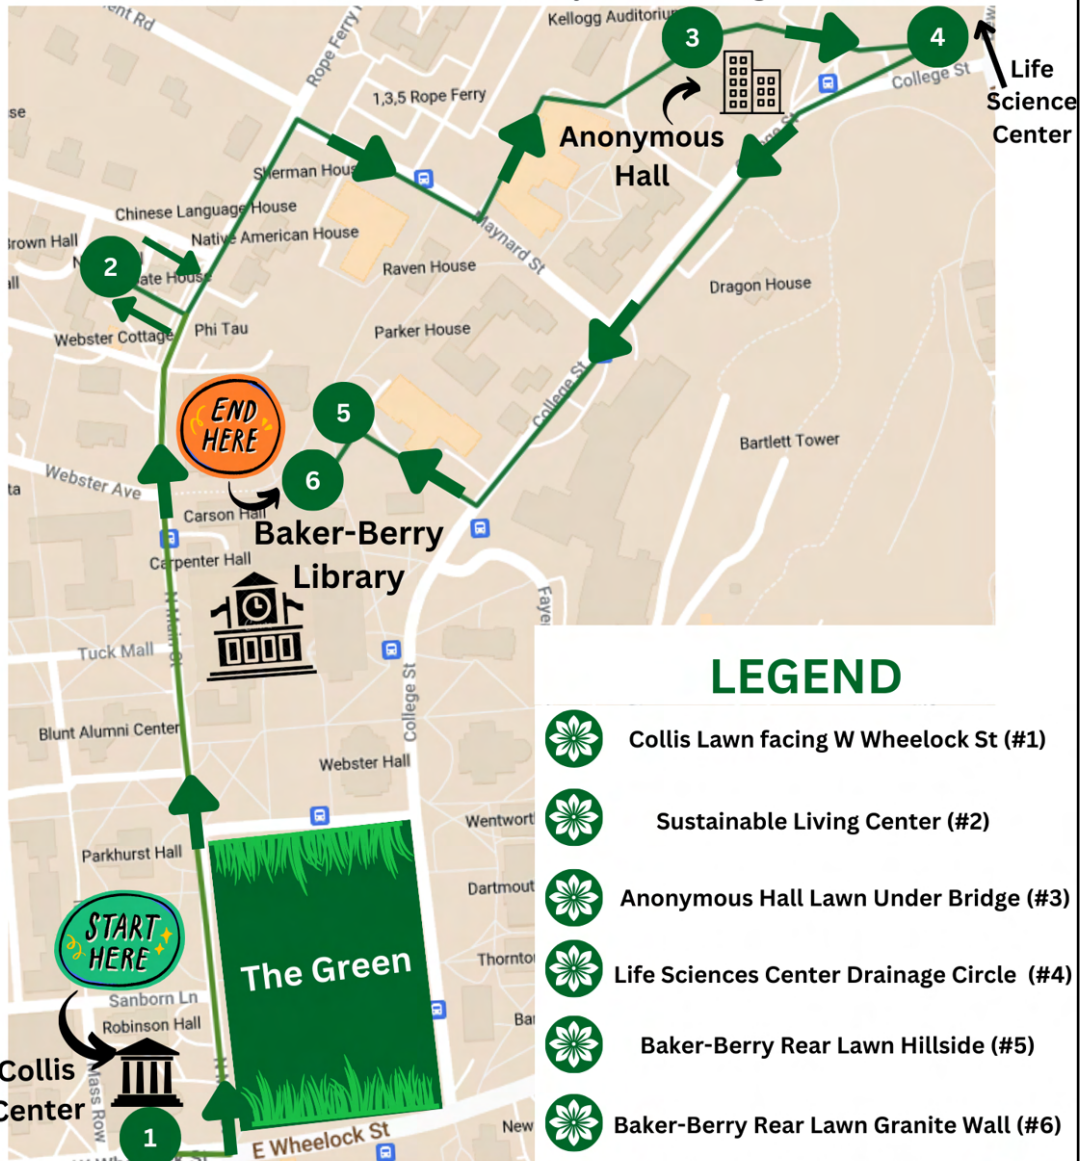 Kellogg Auditorium
3
4
College St
Life
Science
Center
Rope Ferry
1,3,5 Rope Ferry
Anonymous
Hall
Sherman House
Chinese Language House
Native American House
Maynard St
2
Webster Cottage
Phi Tau
Raven House
Parker House
Dragon House
END
HERE
5
6
College St
Bartlett Tower
Webster Ave
Carson Hall
Baker-Berry
Library
Carpenter Hall
Tuck Mall
N Main St
College St
Blunt Alumni Center
Webster Hall
Parkhurst Hall
START
HERE
The Green
Sanborn Ln
Robinson Hall
Collis
Center
Mass Row
1
E Wheelock St
New
LEGEND
Collis Lawn facing W Wheelock St (#1)
Sustainable Living Center (#2)
Anonymous Hall Lawn Under Bridge (#3)
Life Sciences Center Drainage Circle (#4)
Baker-Berry Rear Lawn Hillside (#5)
Baker-Berry Rear Lawn Granite Wall (#6)